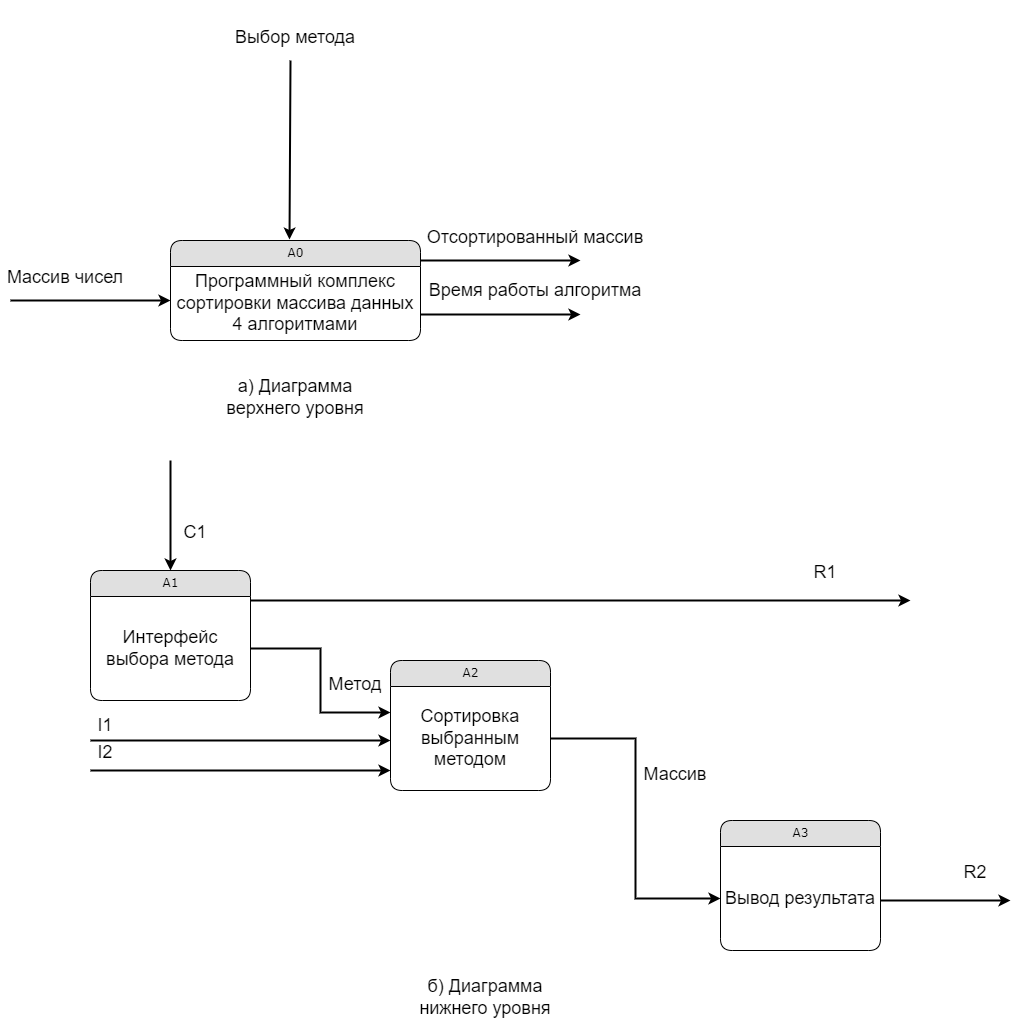 Выбор метода
A0
Отсортированный массив
Массив чисел
Программный комплекс
сортировки массива данных
4 алгоритмами
Время работы алгоритма
а) Диаграмма
верхнего уровня
C1
A1
R1
Интерфейс
выбора метода
Метод
A2
Сортировка
выбранным
методом
I1
I2
Массив
A3
Вывод результата
R2
б) Диаграмма
нижнего уровня